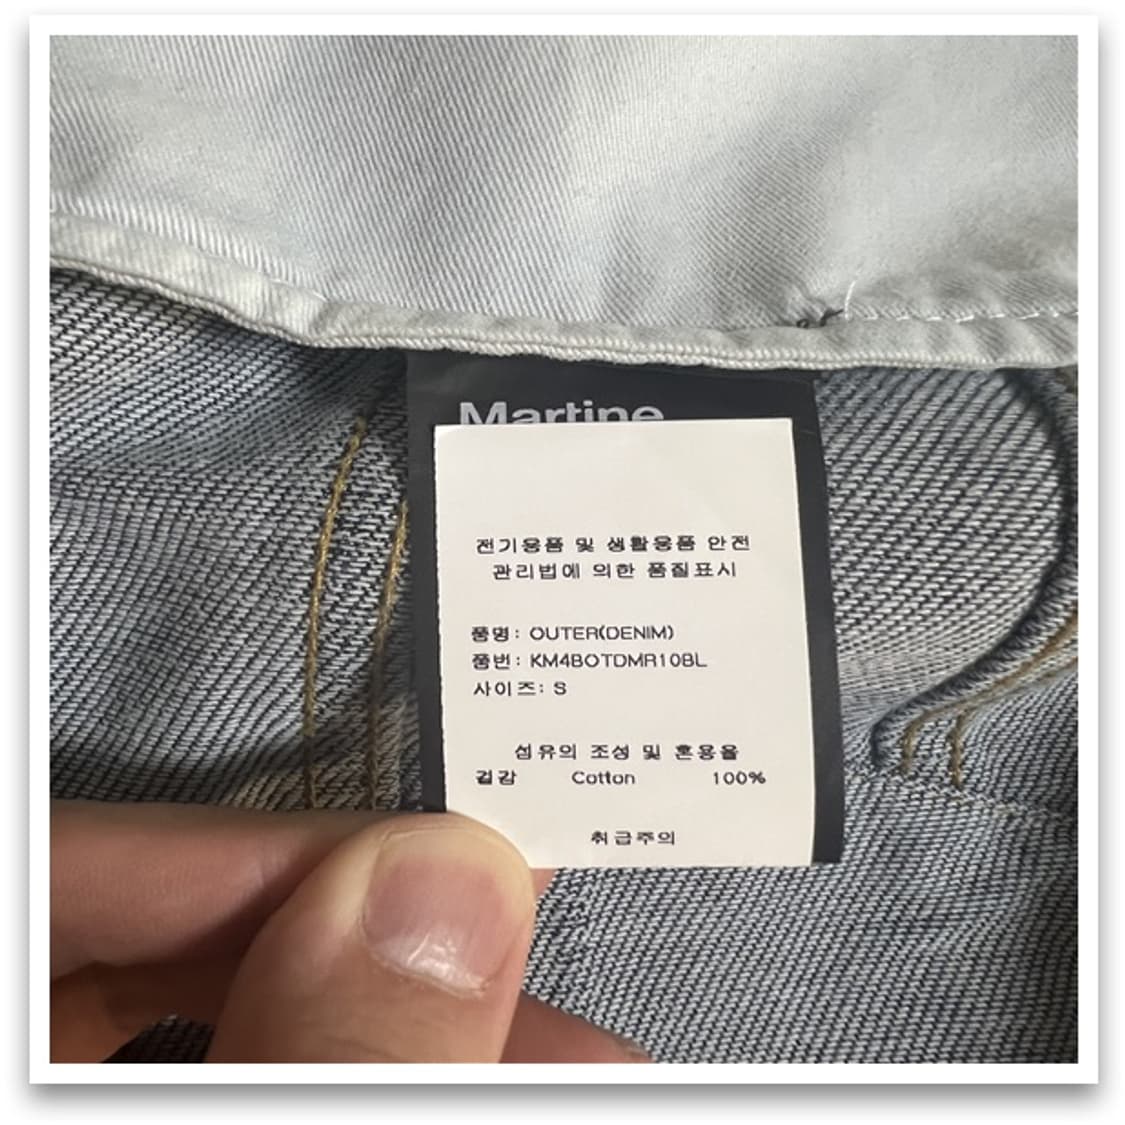 Martine
전기용품 및 생활용품 안전
관리법에 의한 품질표시
품명: OUTER(DENIM)
품번: KM4BOTDMR10BL
사이즈: S
섬유의 조성 및 혼용율
겉감 Cotton 100%
취급주의